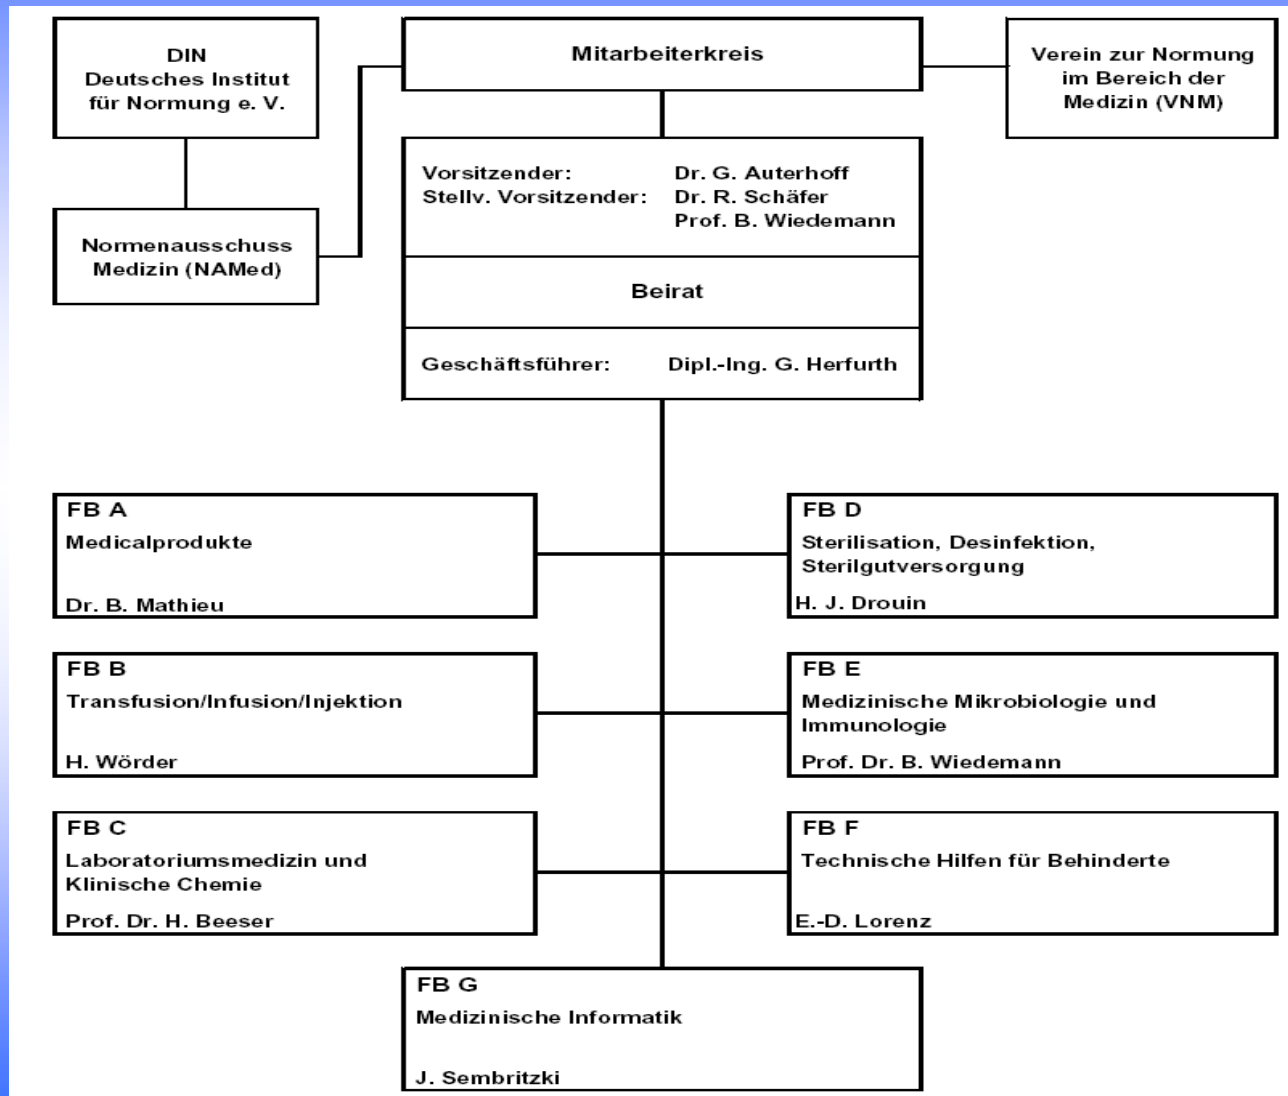 DIN
Deutsches Institut
für Normung e. V.
Mitarbeiterkreis
Verein zur Normung
im Bereich der
Medizin (VNM)
Normenausschuss
Medizin (NAMed)
Vorsitzender: Dr. G. Auterhoff
Stellv. Vorsitzender: Dr. R. Schäfer
Prof. B. Wiedemann
Beirat
Geschäftsführer: Dipl.-Ing. G. Herfurth
FB A
Medicalprodukte
Dr. B. Mathieu
FB D
Sterilisation, Desinfektion,
Sterilgutversorgung
H. J. Drouin
FB B
Transfusion/Infusion/Injektion
H. Wörder
FB E
Medizinische Mikrobiologie und
Immunologie
Prof. Dr. B. Wiedemann
FB C
Laboratoriumsmedizin und
Klinische Chemie
Prof. Dr. H. Beeser
FB F
Technische Hilfen für Behinderte
E.-D. Lorenz
FB G
Medizinische Informatik
J. Sembritzki